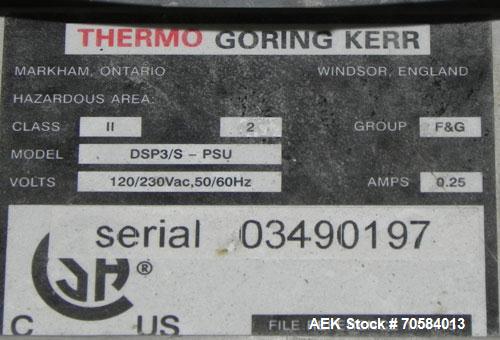 THERMO GORING KERR
MARKHAM, ONTARIO WINDSOR, ENGLAND
HAZARDOUS AREA:
CLASS II 2 GROUP F&G
MODEL DSP3/S - PSU
VOLTS 120/230Vac,50/60Hz AMPS 0.25
serial 03490197
®
C US
FILE
AEK Stock # 70584013